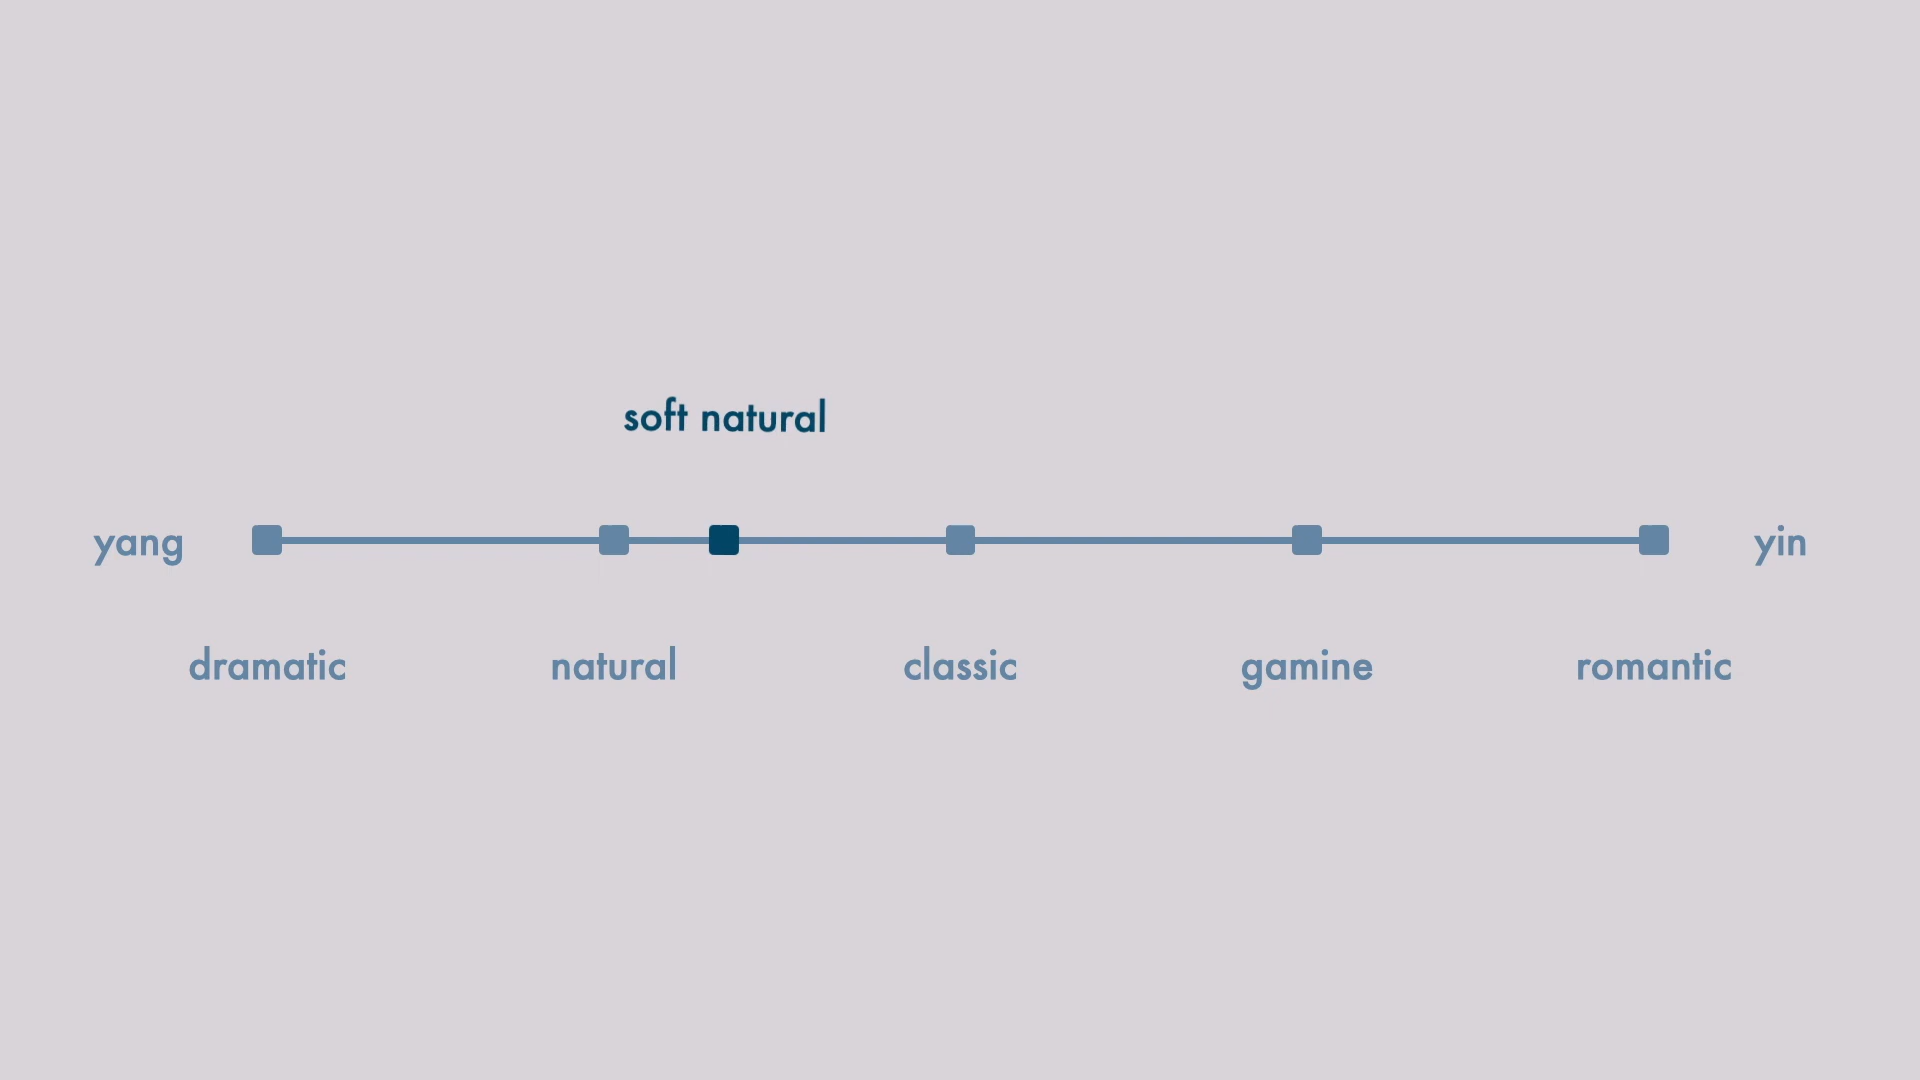 soft natural
yang
yin
dramatic
natural
classic
gamine
romantic